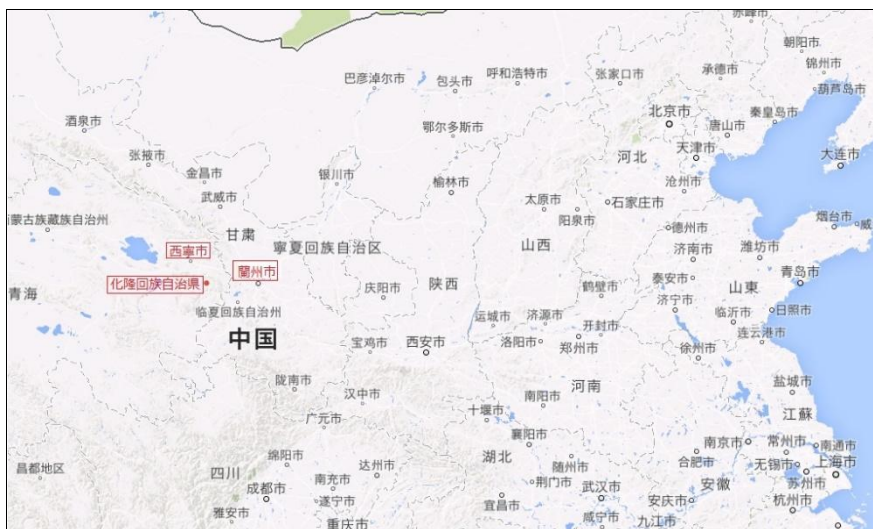 赤峰市
朝阳市
锦州市
葫芦岛市
巴彦淖尔市
包头市
呼和浩特市
张家口市
承德市
北京市
秦皇岛市
唐山市
酒泉市
鄂尔多斯市
天津市
大连市
张掖市
河北
金昌市
银川市
榆林市
沧州市
武威市
太原市
石家庄市
阳泉市
烟台市
威
蒙古族藏族自治州
甘粛
寧夏回族自治区
山西
德州市
济南市
潍坊市
西寧市
蘭州市
青岛市
化隆回族自治県
庆阳市
陝西
鹤壁市
泰安市
山東
青海
济宁市
临沂市
日照市
临夏回族自治州
运城市
济源市
开封市
连云港市
中国
宝鸡市
西安市
洛阳市
郑州市
徐州市
陇南市
汉中市
南阳市
河南
盐城市
广元市
十堰市
江蘇
襄阳市
南京市
常州市
南通市
昌都地区
四川
绵阳市
达州市
湖北
随州市
合肥市
无锡市
上海市
南充市
荆门市
苏州市
成都市
遂宁市
宜昌市
武汉市
安庆市
安徽
杭州市
雅安市
重庆市
咸宁市
九江市